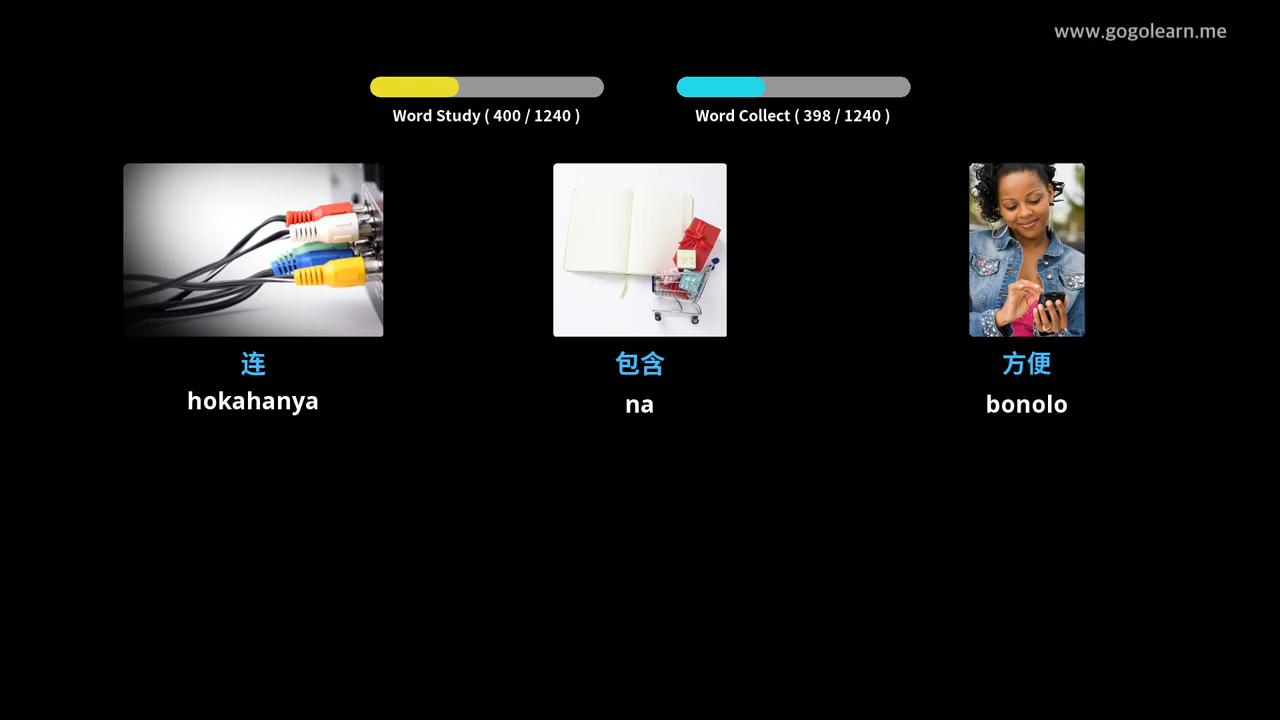 www.gogolearn.me
Word Study ( 400 / 1240 )
Word Collect ( 398 / 1240 )
连
hokahanya
包含
na
方便
bonolo